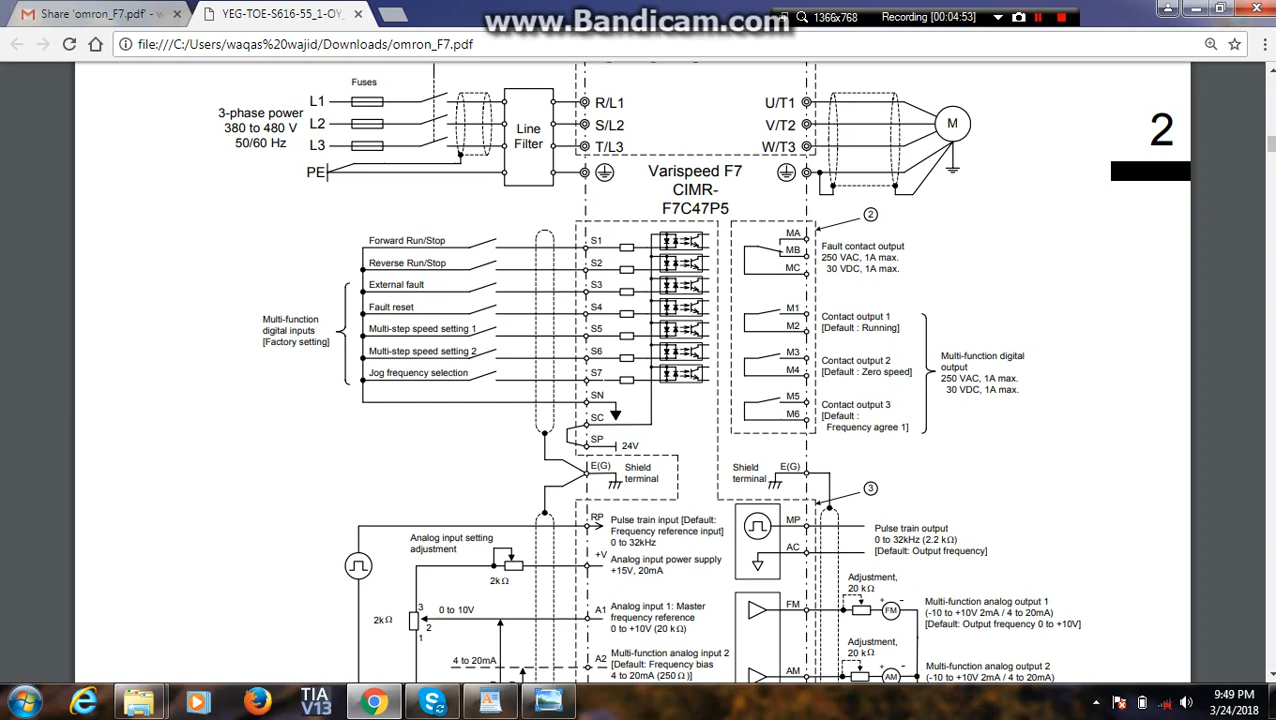 Share 'omron_F7.pdf' - w
YEG-TOE-S616-55_1-OY
www.Bandicam.com
1366x768
Recording [00:04:53]
file:///C:/Users/waqas%20wajid/Downloads/omron_F7.pdf
Fuses
L1
L2
L3
PE
3-phase power
380 to 480 V
50/60 Hz
Line
Filter
R/L1
S/L2
T/L3
U/T1
V/T2
W/T3
M
2
Varispeed F7
CIMR-
F7C47P5
Forward Run/Stop
Reverse Run/Stop
External fault
Fault reset
Multi-step speed setting 1
Multi-step speed setting 2
Jog frequency selection
Multi-function
digital inputs
[Factory setting]
S1
S2
S3
S4
S5
S6
S7
SN
SC
SP
24V
E(G)
Shield
terminal
MA
MB
MC
2
Fault contact output
250 VAC, 1A max.
30 VDC, 1A max.
M1
M2
Contact output 1
[Default : Running]
M3
M4
Contact output 2
[Default : Zero speed]
M5
M6
Contact output 3
[Default :
Frequency agree 1]
Multi-function digital
output
250 VAC, 1A max.
30 VDC, 1A max.
Shield
terminal
E(G)
3
RP
Pulse train input [Default:
Frequency reference input]
0 to 32kHz
Analog input setting
adjustment
2kΩ
+V
Analog input power supply
+15V, 20mA
2kΩ
3
2
1
0 to 10V
A1
Analog input 1: Master
frequency reference
0 to +10V (20 kΩ)
4 to 20mA
A2
Multi-function analog input 2
[Default: Frequency bias
4 to 20mA (250 Ω)]
MP
AC
Pulse train output
0 to 32kHz (2.2 kΩ)
[Default: Output frequency]
Adjustment,
20 kΩ
FM
+
-
FM
Multi-function analog output 1
(-10 to +10V 2mA / 4 to 20mA)
[Default: Output frequency 0 to +10V]
Adjustment,
20 kΩ
AM
+
-
AM
Multi-function analog output 2
(-10 to +10V 2mA / 4 to 20mA)
TIA
V13
9:49 PM
3/24/2018